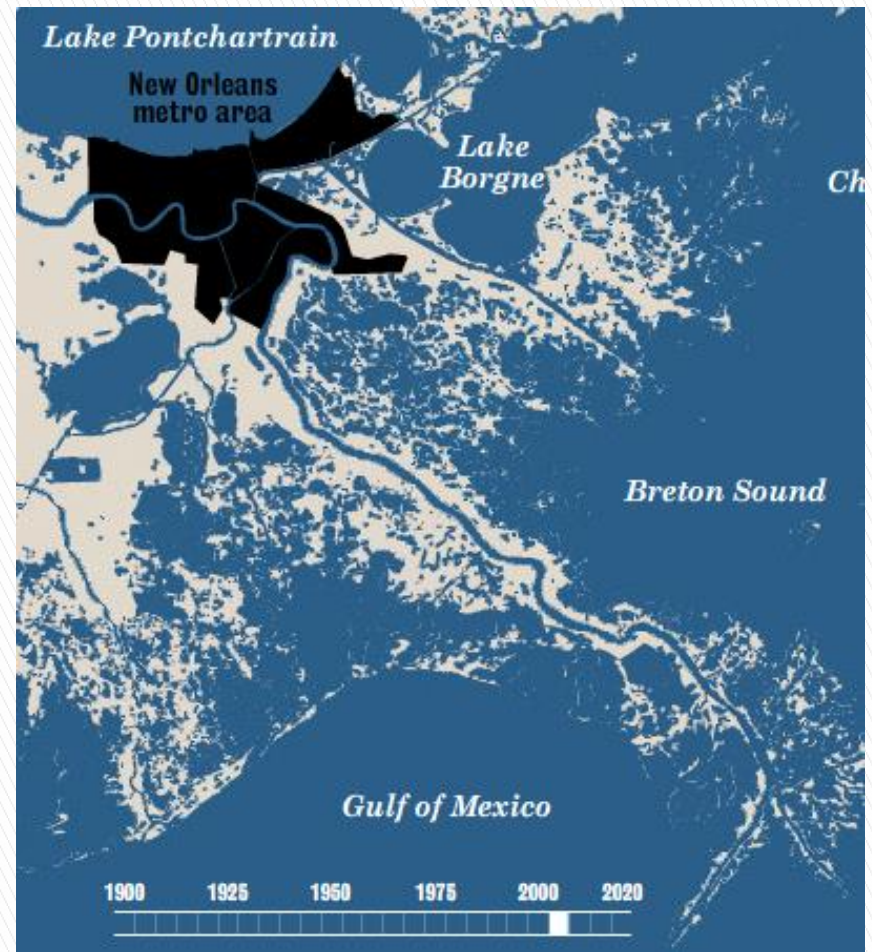 Lake Pontchartrain
New Orleans
metro area
Lake
Borgne
Ch
Breton Sound
Gulf of Mexico
1900 1925 1950 1975 2000 2020